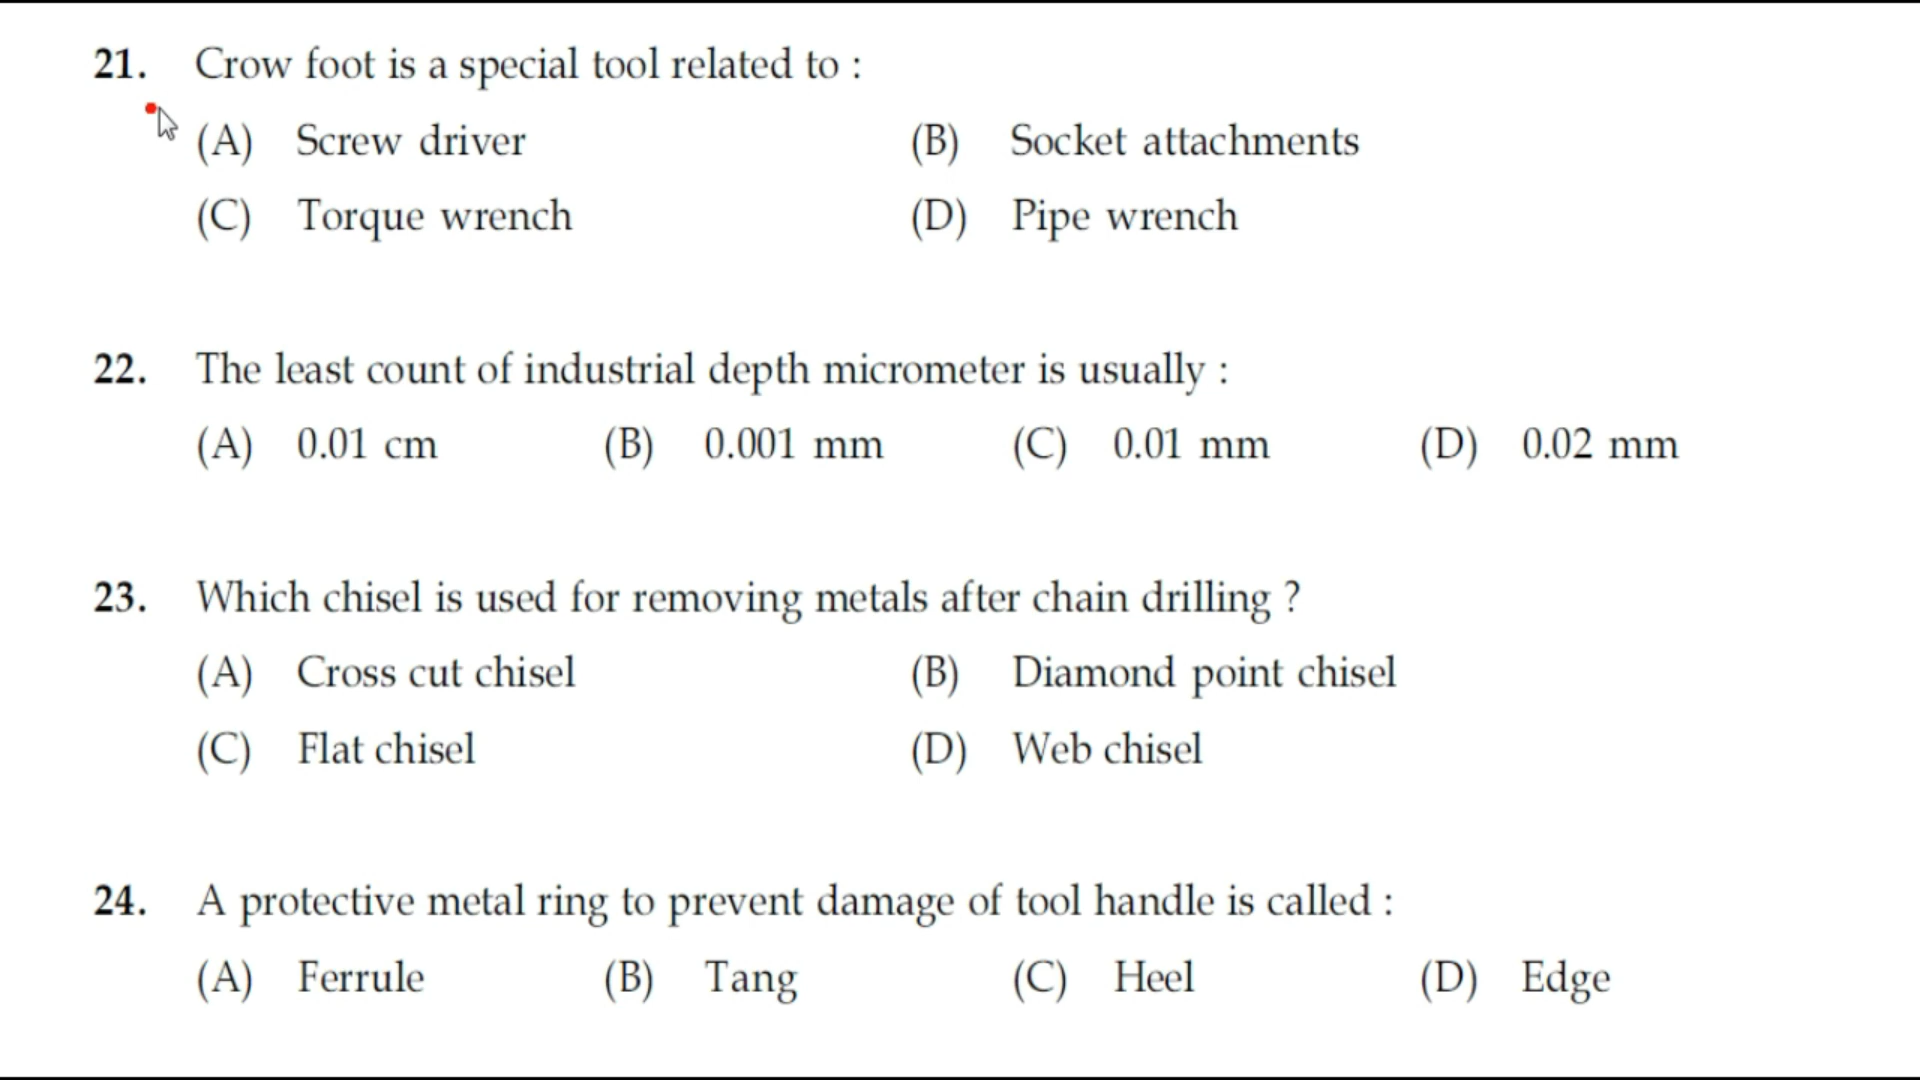 21. Crow foot is a special tool related to :
(A) Screw driver (B) Socket attachments
(C) Torque wrench (D) Pipe wrench
22. The least count of industrial depth micrometer is usually :
(A) 0.01 cm (B) 0.001 mm (C) 0.01 mm (D) 0.02 mm
23. Which chisel is used for removing metals after chain drilling ?
(A) Cross cut chisel (B) Diamond point chisel
(C) Flat chisel (D) Web chisel
24. A protective metal ring to prevent damage of tool handle is called :
(A) Ferrule (B) Tang (C) Heel (D) Edge